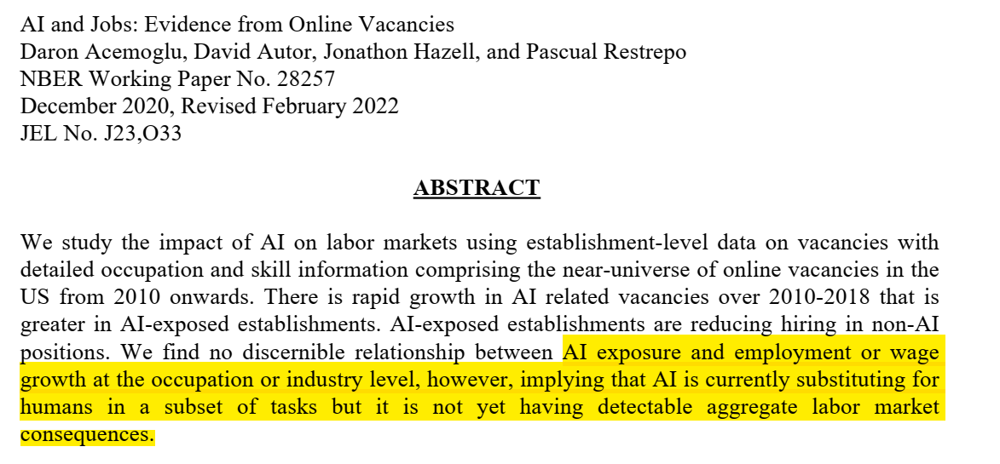 AI and Jobs: Evidence from Online Vacancies
Daron Acemoglu, David Autor, Jonathon Hazell, and Pascual Restrepo
NBER Working Paper No. 28257
December 2020, Revised February 2022
JEL No. J23,O33
ABSTRACT
We study the impact of AI on labor markets using establishment-level data on vacancies with
detailed occupation and skill information comprising the near-universe of online vacancies in the
US from 2010 onwards. There is rapid growth in AI related vacancies over 2010-2018 that is
greater in AI-exposed establishments. AI-exposed establishments are reducing hiring in non-AI
positions. We find no discernible relationship between AI exposure and employment or wage
growth at the occupation or industry level, however, implying that AI is currently substituting for
humans in a subset of tasks but it is not yet having detectable aggregate labor market
consequences.